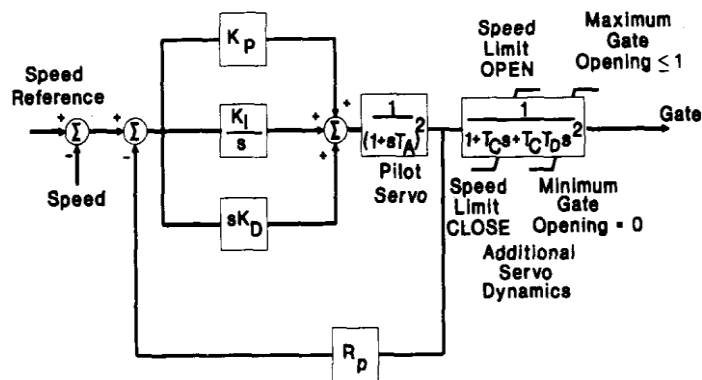 K_P
Speed
Limit
OPEN
Maximum
Gate
Opening ≤ 1
Speed
Reference
+
+
+
+
Σ
Σ
K_I
s
+
Σ
1
(1+sT_A)^2
1
1+T_Cs+T_CT_Ds^2
Gate
-
-
+
Pilot
Servo
Speed
sK_D
Speed
Limit
CLOSE
Minimum
Gate
Opening = 0
Additional
Servo
Dynamics
R_p